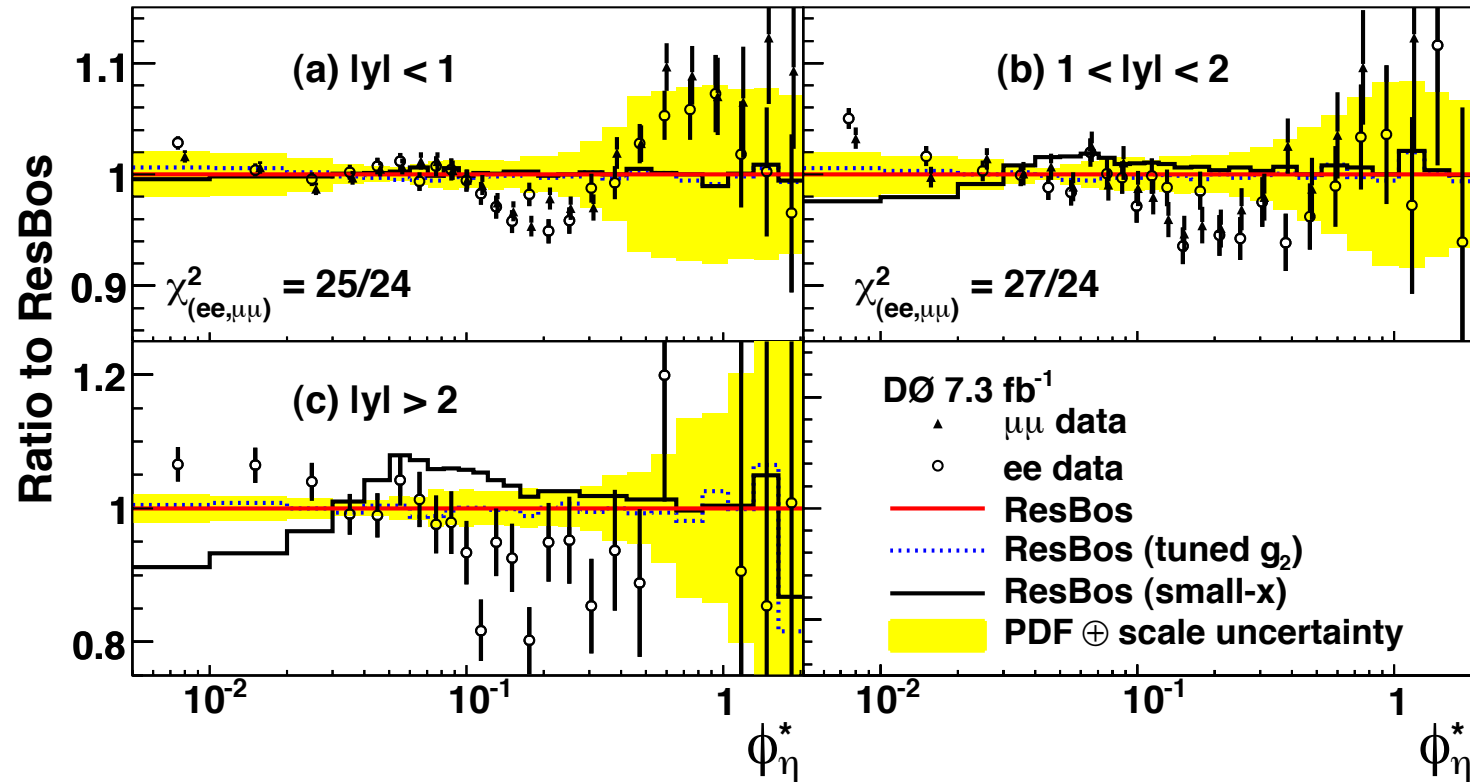 Ratio to ResBos
(a) |y| < 1
1.1
1
0.9
χ²(ee,μμ) = 25/24
(b) 1 < |y| < 2
χ²(ee,μμ) = 27/24
(c) |y| > 2
1.2
1
0.8
10⁻² 10⁻¹ 1
ϕ*η
DØ 7.3 fb⁻¹
μμ data
ee data
ResBos
ResBos (tuned g₂)
ResBos (small-x)
PDF ⊕ scale uncertainty
10⁻² 10⁻¹ 1
ϕ*η